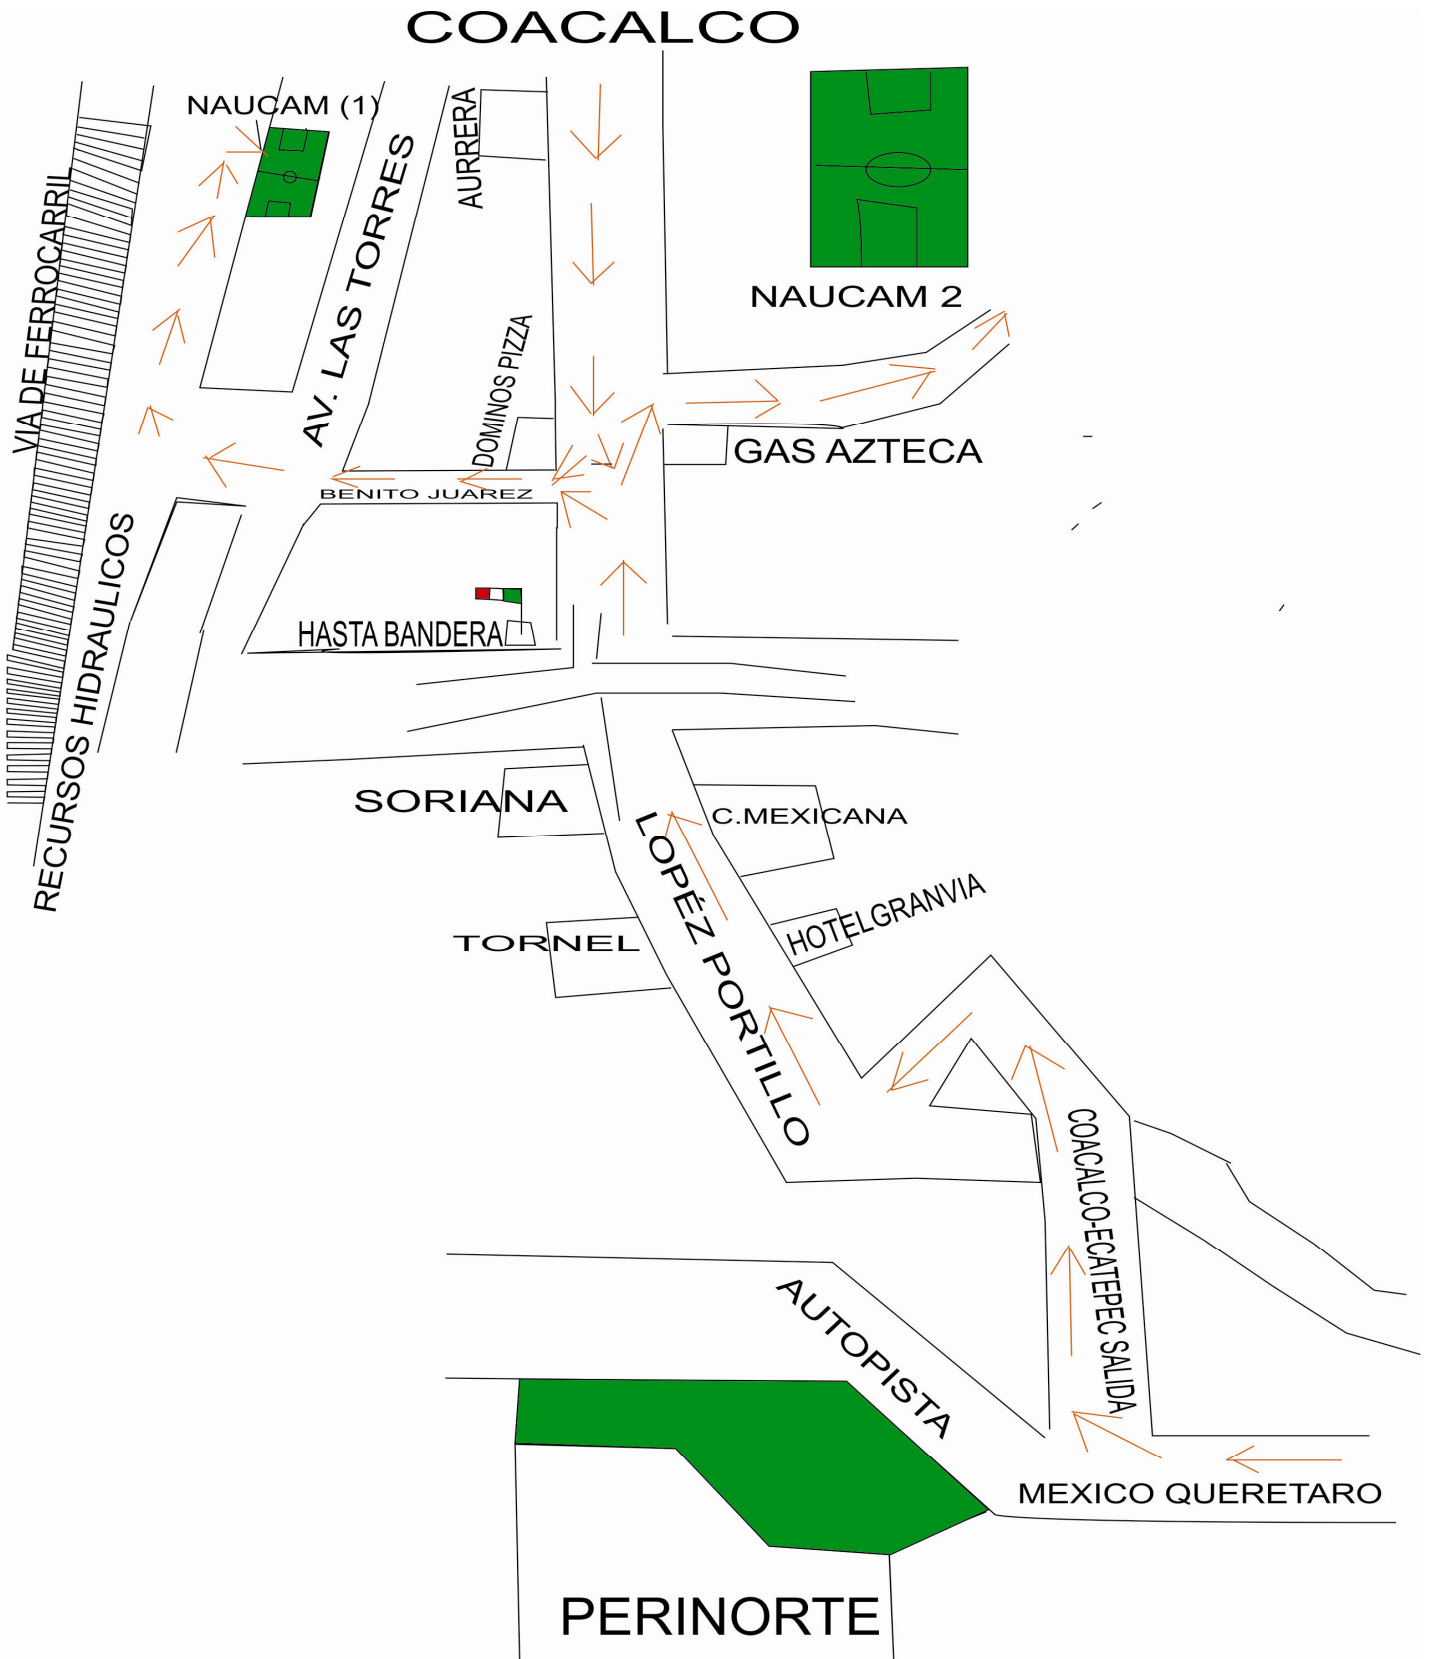 COACALCO
NAUCAM (1)
AURRERA
VIA DE FERROCARRIL
AV. LAS TORRES
NAUCAM 2
DOMINOS PIZZA
GAS AZTECA
BENITO JUAREZ
RECURSOS HIDRAULICOS
HASTA BANDERA
SORIANA
C.MEXICANA
LOPÉZ PORTILLO
HOTELGRANVIA
TORNEL
COACALCO-ECATEPEC SALIDA
AUTOPISTA
MEXICO QUERETARO
PERINORTE